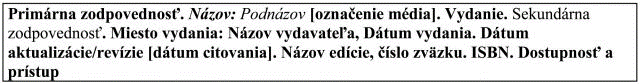 Primárna zodpovednosť. Názov: Podnázov [označenie média]. Vydanie. Sekundárna
zodpovednosť. Miesto vydania: Názov vydavateľa, Dátum vydania. Dátum
aktualizácie/revízie [dátum citovania]. Názov edície, číslo zväzku. ISBN. Dostupnosť a
prístup